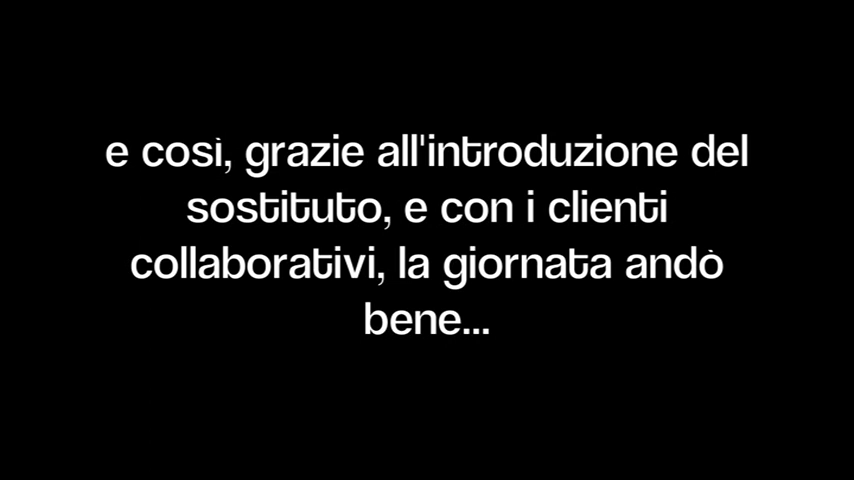 e così, grazie all'introduzione del
sostituto, e con i clienti
collaborativi, la giornata andò
bene...